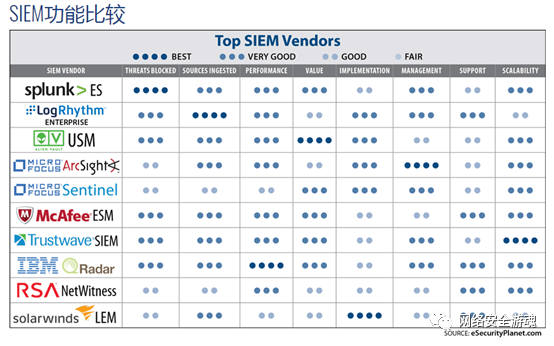 SIEM功能比较
Top SIEM Vendors
BEST VERY GOOD GOOD FAIR
SIEM VENDOR THREATS BLOCKED SOURCES INGESTED PERFORMANCE VALUE IMPLEMENTATION MANAGEMENT SUPPORT SCALABILITY
splunk> ES
LogRhythm
ENTERPRISE
AV USM
ALIEN VAULT
MICRO FOCUS ArcSight
MICRO FOCUS Sentinel
McAfee ESM
Trustwave SIEM
IBM QRadar
RSA NetWitness
solarwinds LEM
网络安全游魂
SOURCE: eSecurityPlanet.com